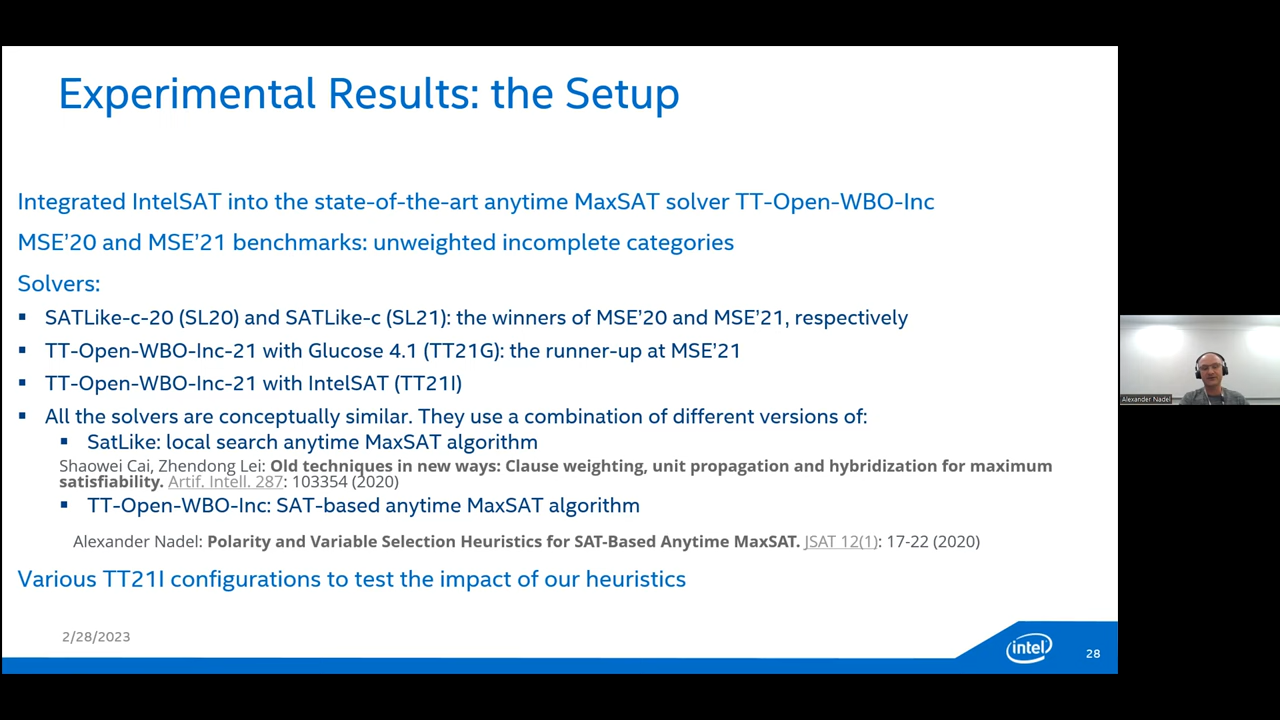 Experimental Results: the Setup
Integrated IntelSAT into the state-of-the-art anytime MaxSAT solver TT-Open-WBO-Inc
MSE’20 and MSE’21 benchmarks: unweighted incomplete categories
Solvers:
▪ SATLike-c-20 (SL20) and SATLike-c (SL21): the winners of MSE’20 and MSE’21, respectively
▪ TT-Open-WBO-Inc-21 with Glucose 4.1 (TT21G): the runner-up at MSE’21
▪ TT-Open-WBO-Inc-21 with IntelSAT (TT21I)
▪ All the solvers are conceptually similar. They use a combination of different versions of:
▪ SatLike: local search anytime MaxSAT algorithm
Shaowei Cai, Zhendong Lei: Old techniques in new ways: Clause weighting, unit propagation and hybridization for maximum
satisfiability. Artif. Intell. 287: 103354 (2020)
▪ TT-Open-WBO-Inc: SAT-based anytime MaxSAT algorithm
Alexander Nadel: Polarity and Variable Selection Heuristics for SAT-Based Anytime MaxSAT. JSAT 12(1): 17-22 (2020)
Various TT21I configurations to test the impact of our heuristics
2/28/2023
intel
28
Alexander Nadel